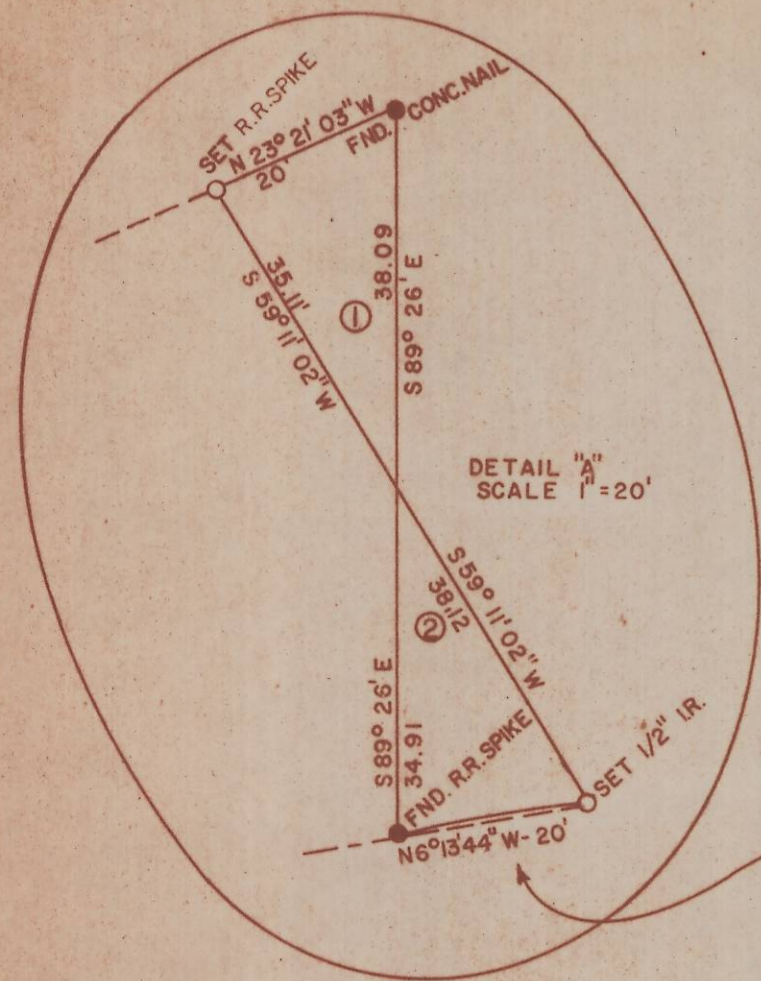 SET R.R.SPIKE
N 23° 21' 03" W
20'
FND. CONC.NAIL
35.11'
S 59° 11' 02" W
①
38.09
S 89° 26' E
DETAIL "A"
SCALE 1"=20'
S 59° 11' 02" W
38.12
②
S 89° 26' E
34.91
FND. R.R. SPIKE
SET 1/2" I.R.
N6°13'44" W- 20'